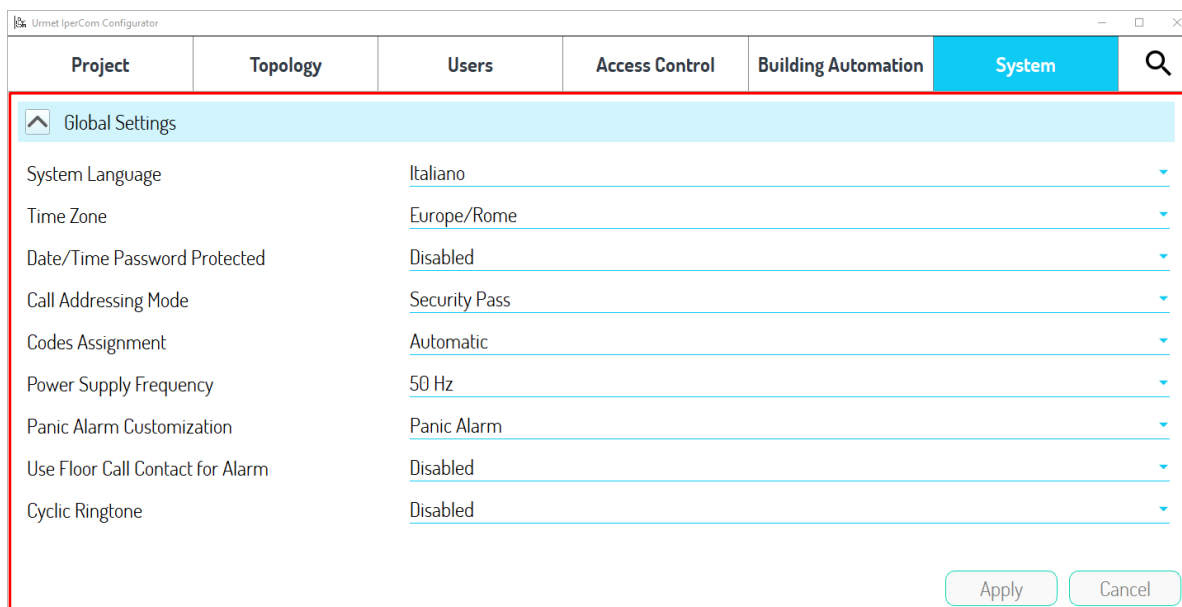 Urmet IperCom Configurator
Project Topology Users Access Control Building Automation System
Global Settings
System Language Italiano
Time Zone Europe/Rome
Date/Time Password Protected Disabled
Call Addressing Mode Security Pass
Codes Assignment Automatic
Power Supply Frequency 50 Hz
Panic Alarm Customization Panic Alarm
Use Floor Call Contact for Alarm Disabled
Cyclic Ringtone Disabled
Apply Cancel